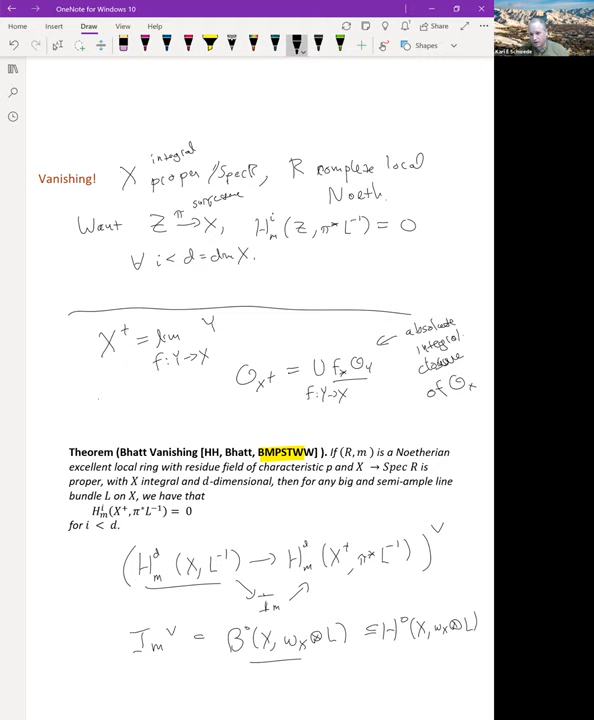 OneNote for Windows 10
Home Insert Draw View Share
Shapes
Karl E Schwede
integral
Vanishing! X proper / Spec R, R complete local
Noeth.
surjective
Want Z →^π X, H^i_m (Z, π* L^{-1}) = 0
∀ i < d = dim X.
X^+ = lim Y
f: Y → X
O_{X^+} = ∪ f_* O_Y
f: Y → X
← absolute
integral
closure
of O_X
Theorem (Bhatt Vanishing [HH, Bhatt, BMPSTWW] ). If (R, m) is a Noetherian
excellent local ring with residue field of characteristic p and X → Spec R is
proper, with X integral and d-dimensional, then for any big and semi-ample line
bundle L on X, we have that
H^i_m(X^+, π^*L^{-1}) = 0
for i < d.
(H^d_m (X, L^{-1}) → H^d_m (X^+, π* L^{-1}))^∨
↘ Im ↗
Im^∨ = B^0(X, ω_X ⊗ L) ⊆ H^0(X, ω_X ⊗ L)